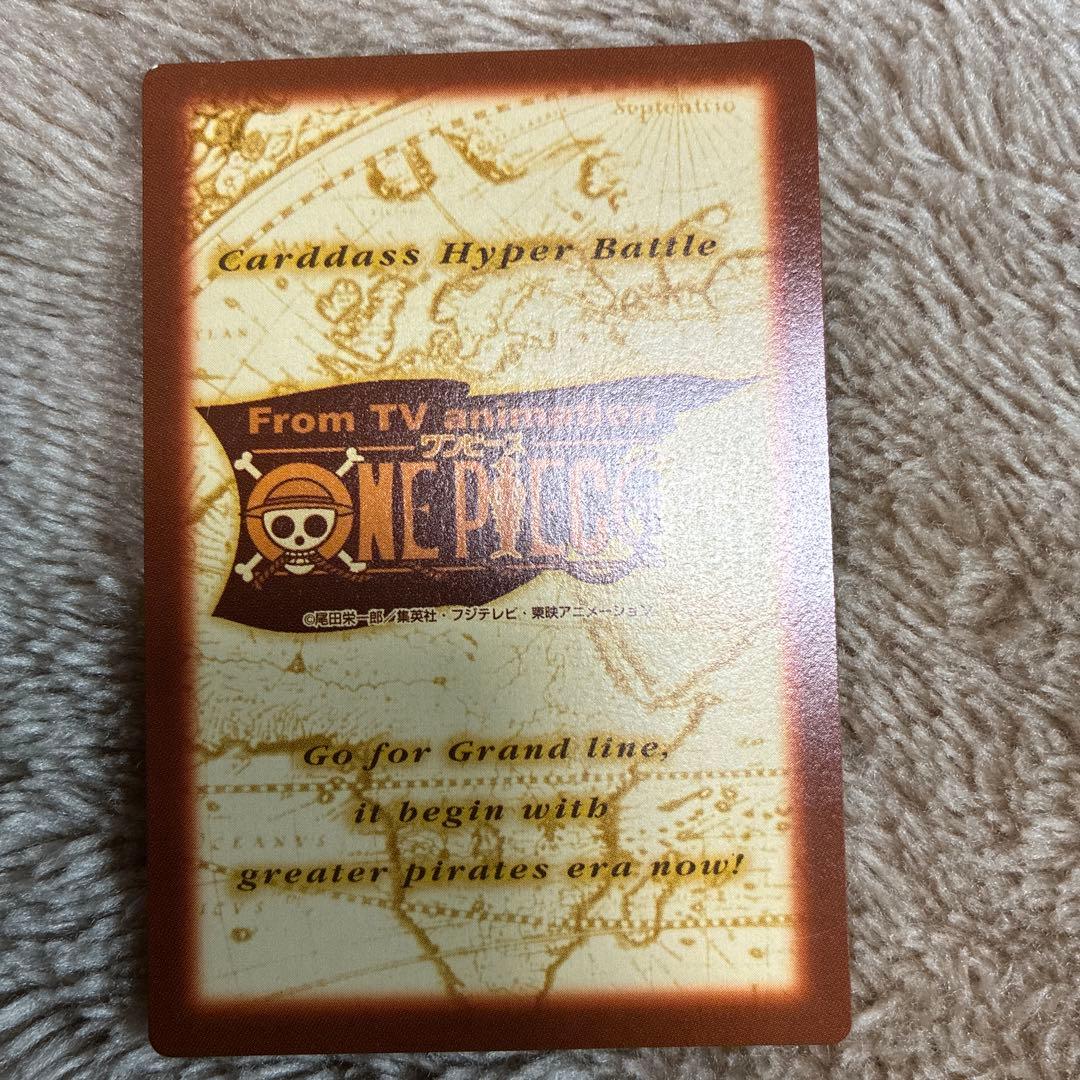 Septentrio
Carddass Hyper Battle
From TV animation
ワンピース
ONE PIECE
©尾田栄一郎／集英社・フジテレビ・東映アニメーション
Go for Grand line,
it begin with
greater pirates era now!